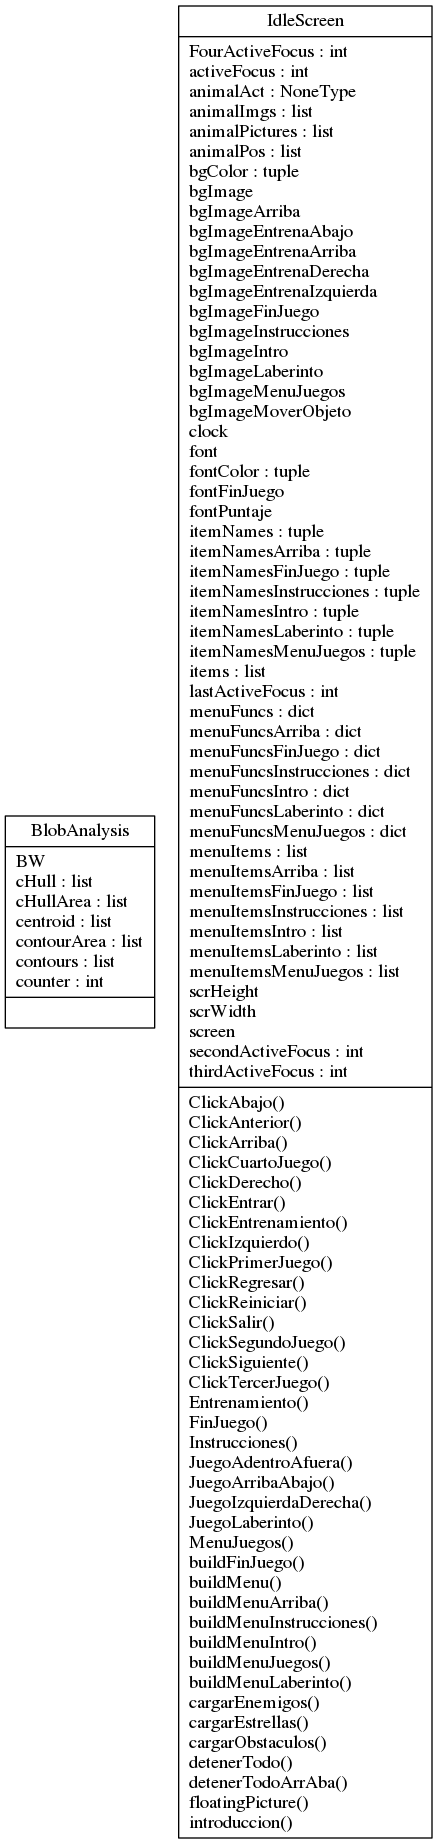 BlobAnalysis
BW
cHull : list
cHullArea : list
centroid : list
contourArea : list
contours : list
counter : int
IdleScreen
FourActiveFocus : int
activeFocus : int
animalAct : NoneType
animalImgs : list
animalPictures : list
animalPos : list
bgColor : tuple
bgImage
bgImageArriba
bgImageEntrenaAbajo
bgImageEntrenaArriba
bgImageEntrenaDerecha
bgImageEntrenaIzquierda
bgImageFinJuego
bgImageInstrucciones
bgImageIntro
bgImageLaberinto
bgImageMenuJuegos
bgImageMoverObjeto
clock
font
fontColor : tuple
fontFinJuego
fontPuntaje
itemNames : tuple
itemNamesArriba : tuple
itemNamesFinJuego : tuple
itemNamesInstrucciones : tuple
itemNamesIntro : tuple
itemNamesLaberinto : tuple
itemNamesMenuJuegos : tuple
items : list
lastActiveFocus : int
menuFuncs : dict
menuFuncsArriba : dict
menuFuncsFinJuego : dict
menuFuncsInstrucciones : dict
menuFuncsIntro : dict
menuFuncsLaberinto : dict
menuFuncsMenuJuegos : dict
menuItems : list
menuItemsArriba : list
menuItemsFinJuego : list
menuItemsInstrucciones : list
menuItemsIntro : list
menuItemsLaberinto : list
menuItemsMenuJuegos : list
scrHeight
scrWidth
screen
secondActiveFocus : int
thirdActiveFocus : int
ClickAbajo()
ClickAnterior()
ClickArriba()
ClickCuartoJuego()
ClickDerecho()
ClickEntrar()
ClickEntrenamiento()
ClickIzquierdo()
ClickPrimerJuego()
ClickRegresar()
ClickReiniciar()
ClickSalir()
ClickSegundoJuego()
ClickSiguiente()
ClickTercerJuego()
Entrenamiento()
FinJuego()
Instrucciones()
JuegoAdentroAfuera()
JuegoArribaAbajo()
JuegoIzquierdaDerecha()
JuegoLaberinto()
MenuJuegos()
buildFinJuego()
buildMenu()
buildMenuArriba()
buildMenuInstrucciones()
buildMenuIntro()
buildMenuJuegos()
buildMenuLaberinto()
cargarEnemigos()
cargarEstrellas()
cargarObstaculos()
detenerTodo()
detenerTodoArrAba()
floatingPicture()
introduccion()